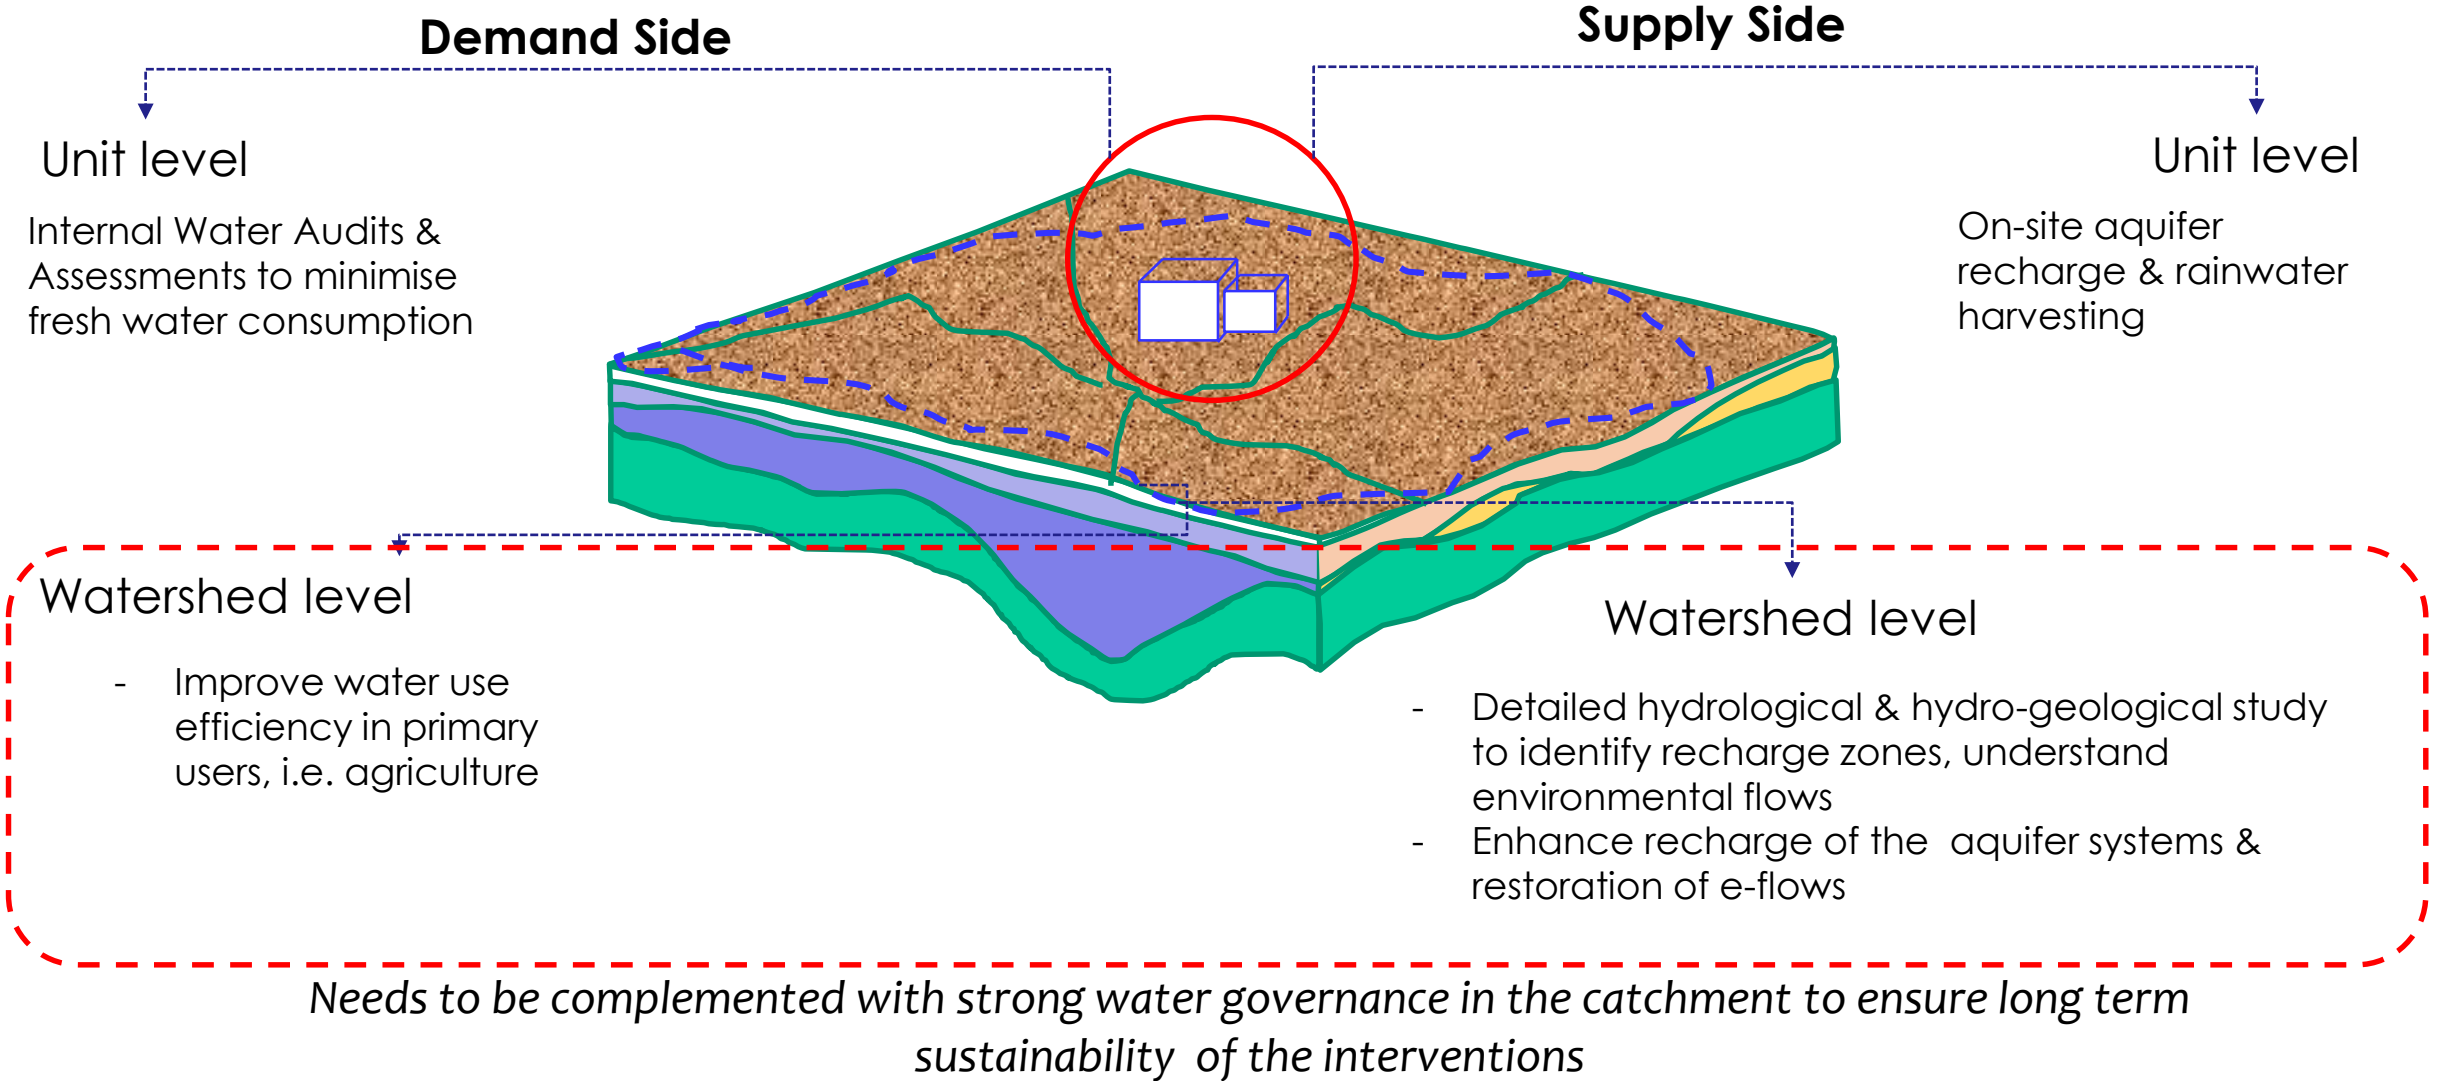 Demand Side
Supply Side
Unit level
Internal Water Audits &
Assessments to minimise
fresh water consumption
Unit level
On-site aquifer
recharge & rainwater
harvesting
Watershed level
- Improve water use
efficiency in primary
users, i.e. agriculture
Watershed level
- Detailed hydrological & hydro-geological study
to identify recharge zones, understand
environmental flows
- Enhance recharge of the aquifer systems &
restoration of e-flows
Needs to be complemented with strong water governance in the catchment to ensure long term
sustainability of the interventions